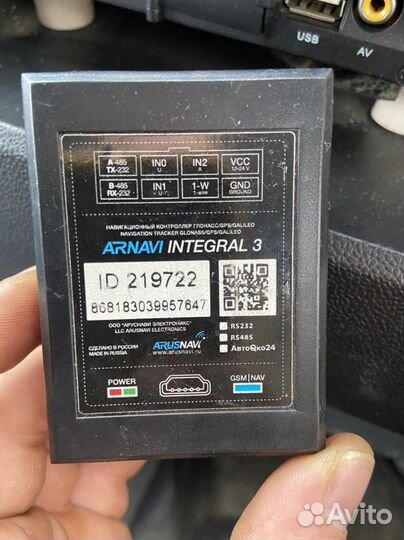 USB
AV
A-485 IN0 IN2 VCC
TX-232 U A 12-24 V
B-485 IN1 1-W GND
RX-232 1-wire GROUND
НАВИГАЦИОННЫЙ КОНТРОЛЛЕР ГЛОНАСС/GPS/GALILEO
NAVIGATION TRACKER GLONASS/GPS/GALILEO
ARNAVI INTEGRAL 3
ID 219722
868183039957647
ООО "АРУСНАВИ ЭЛЕКТРОНИКС"
LLC ARUSNAVI ELECTRONICS
RS232
RS485
АвтоОко24
СДЕЛАНО В РОССИИ
MADE IN RUSSIA
ARUSNAVI
www.arusnavi.ru
POWER
GSM|NAV
Avito